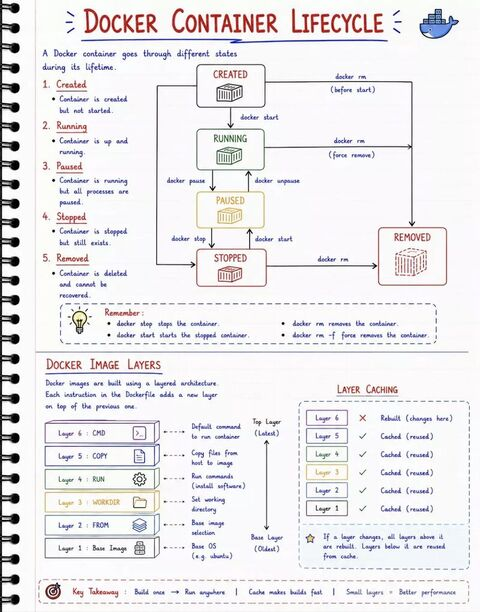 DOCKER CONTAINER LIFECYCLE
A Docker container goes through different states
during its lifetime.
1. Created
• Container is created
but not started.
2. Running
• Container is up and
running.
3. Paused
• Container is running
but all processes are
paused.
4. Stopped
• Container is stopped
but still exists.
5. Removed
• Container is deleted
and cannot be
recovered.
CREATED
docker rm
(before start)
docker start
RUNNING
docker rm
(force remove)
docker pause
docker unpause
PAUSED
docker stop
docker start
STOPPED
docker rm
REMOVED
Remember :
• docker stop stops the container.
• docker start starts the stopped container.
• docker rm removes the container.
• docker rm -f force removes the container.
DOCKER IMAGE LAYERS
Docker images are built using a layered architecture.
Each instruction in the Dockerfile adds a new layer
on top of the previous one.
Layer 6 : CMD
Default command
to run container
Layer 5 : COPY
Copy files from
host to image
Layer 4 : RUN
Run commands
(install software)
Layer 3 : WORKDIR
Set working
directory
Layer 2 : FROM
Base image
selection
Layer 1 : Base Image
Base OS
(e.g. ubuntu)
Top Layer
(Latest)
Base Layer
(Oldest)
LAYER CACHING
Layer 6 ✗ Rebuilt (changes here)
Layer 5 ✓ Cached (reused)
Layer 4 ✓ Cached (reused)
Layer 3 ✓ Cached (reused)
Layer 2 ✓ Cached (reused)
Layer 1 ✓ Cached (reused)
If a layer changes, all layers above it
are rebuilt. Layers below it are reused
from cache.
Key Takeaway : Build once → Run anywhere | Cache makes builds fast | Small layers = Better performance